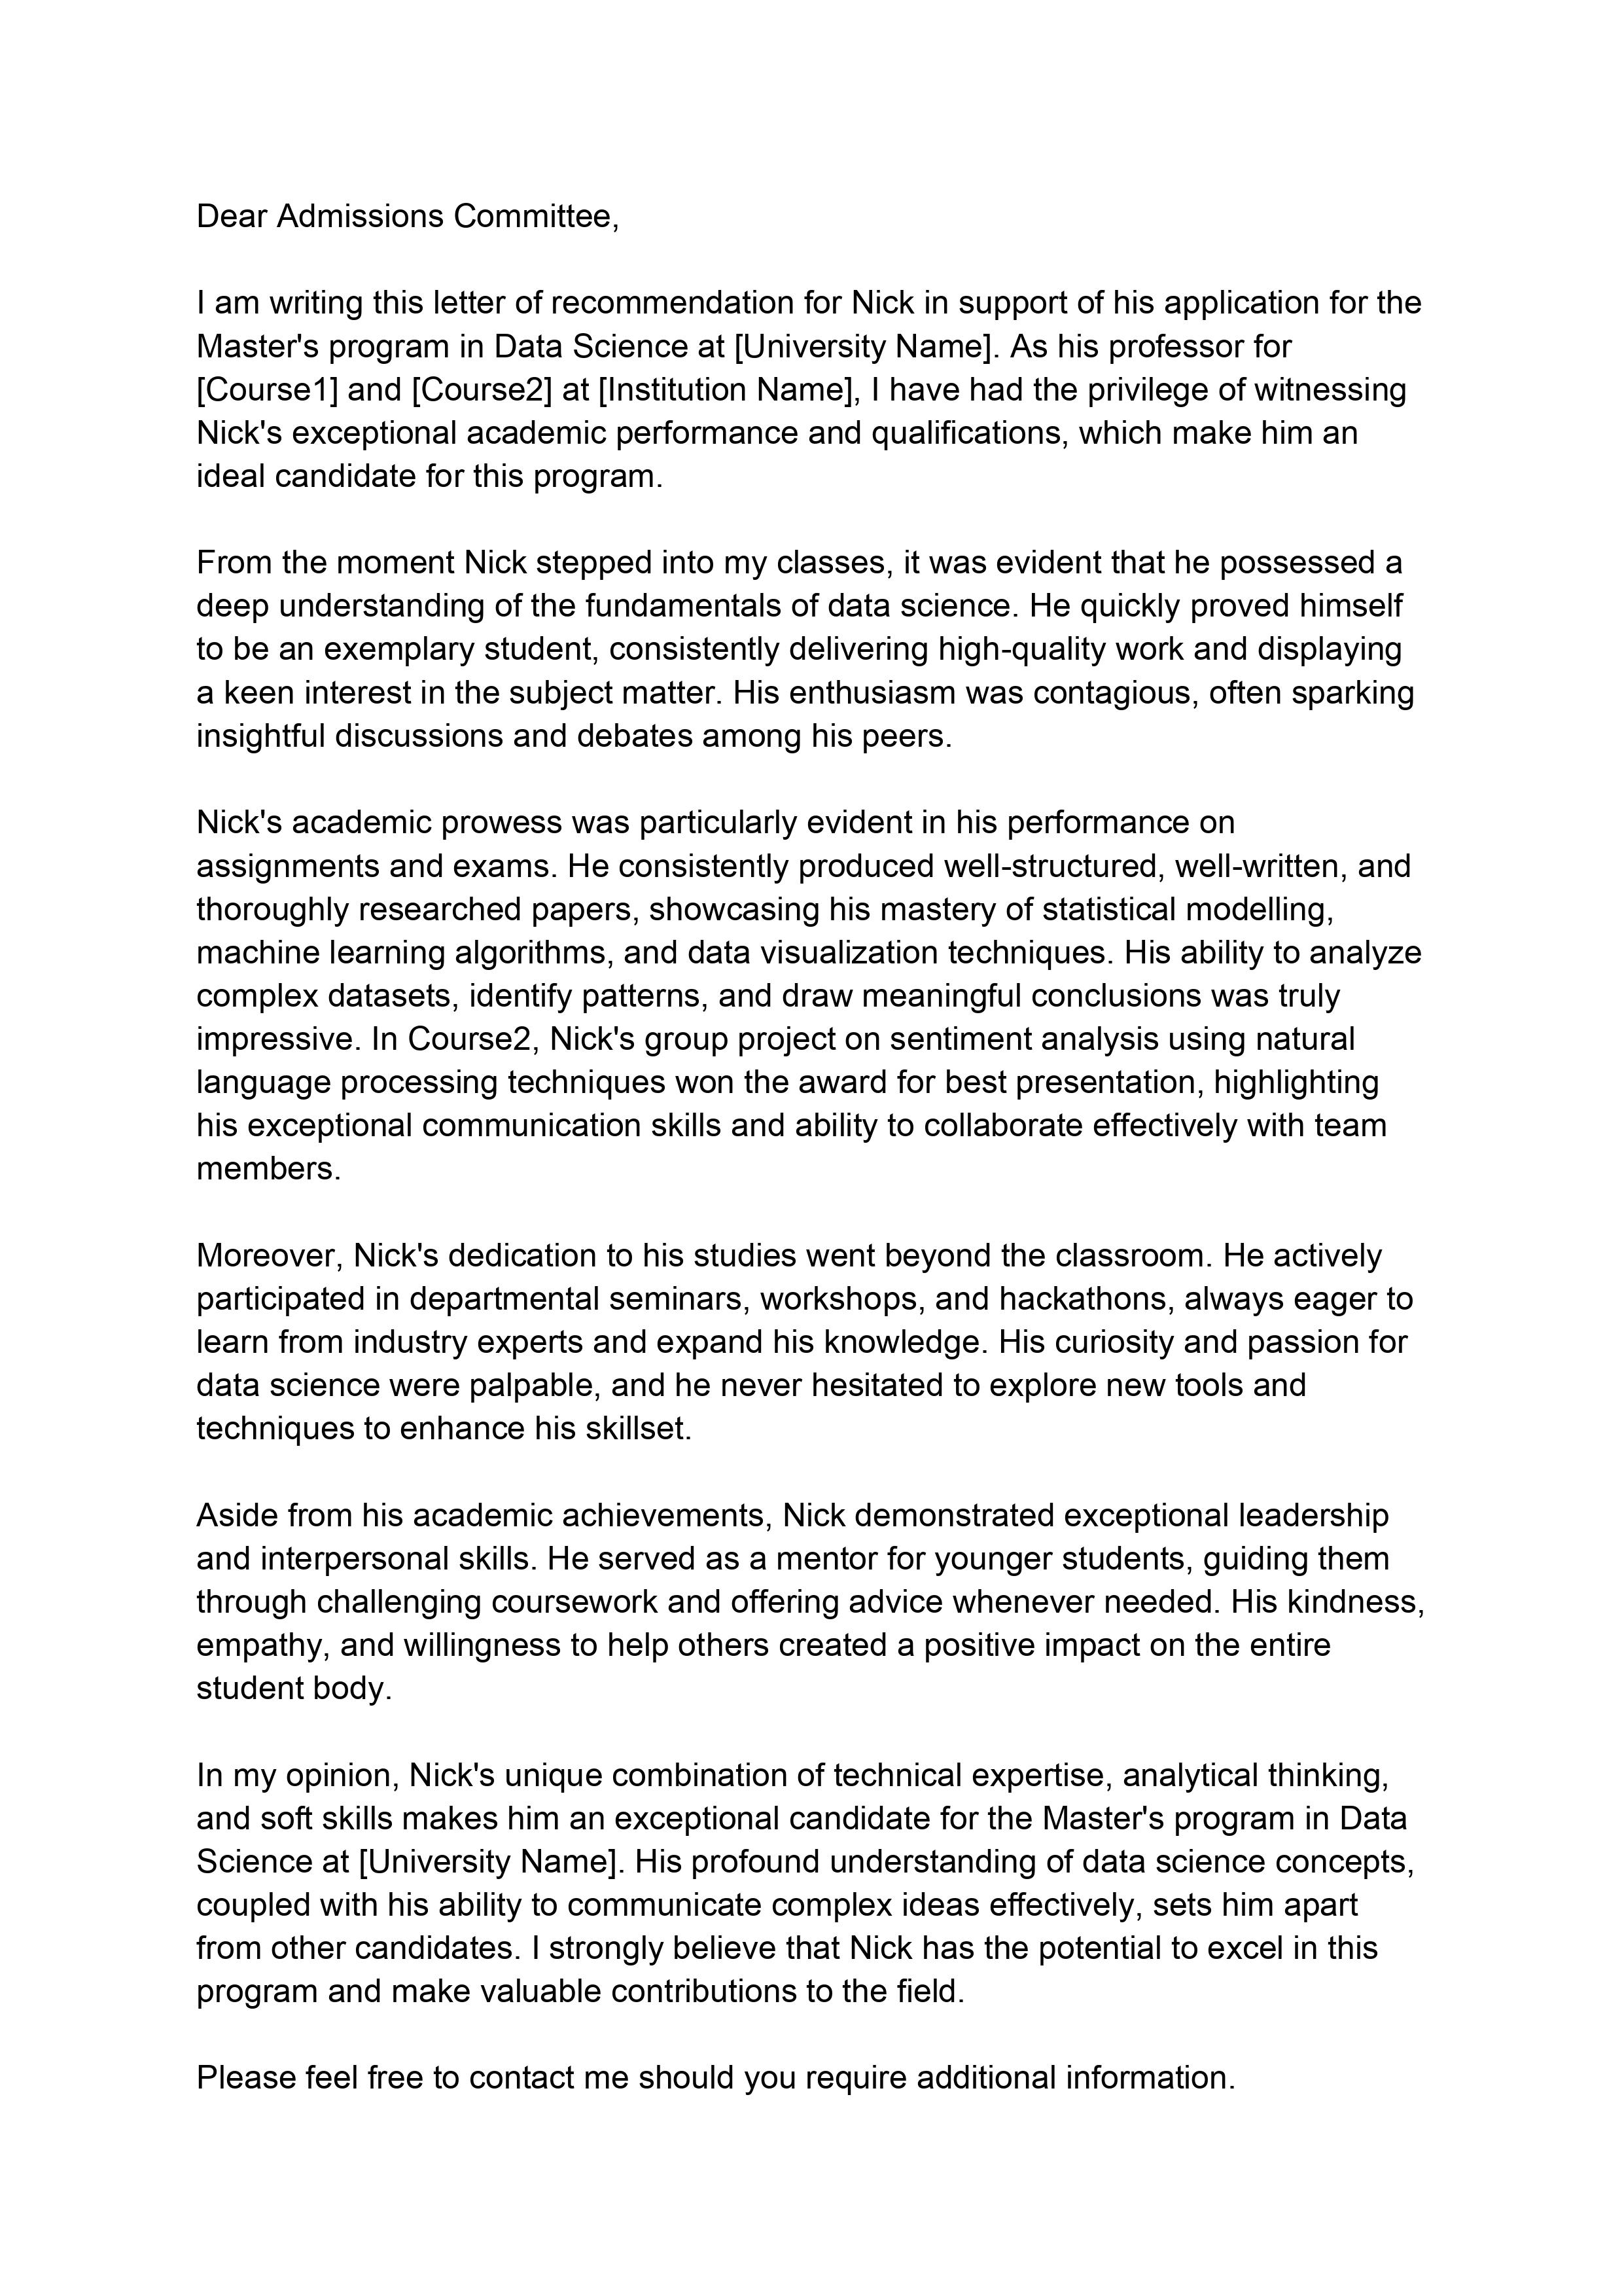 Dear Admissions Committee,
I am writing this letter of recommendation for Nick in support of his application for the
Master's program in Data Science at [University Name]. As his professor for
[Course1] and [Course2] at [Institution Name], I have had the privilege of witnessing
Nick's exceptional academic performance and qualifications, which make him an
ideal candidate for this program.
From the moment Nick stepped into my classes, it was evident that he possessed a
deep understanding of the fundamentals of data science. He quickly proved himself
to be an exemplary student, consistently delivering high-quality work and displaying
a keen interest in the subject matter. His enthusiasm was contagious, often sparking
insightful discussions and debates among his peers.
Nick's academic prowess was particularly evident in his performance on
assignments and exams. He consistently produced well-structured, well-written, and
thoroughly researched papers, showcasing his mastery of statistical modelling,
machine learning algorithms, and data visualization techniques. His ability to analyze
complex datasets, identify patterns, and draw meaningful conclusions was truly
impressive. In Course2, Nick's group project on sentiment analysis using natural
language processing techniques won the award for best presentation, highlighting
his exceptional communication skills and ability to collaborate effectively with team
members.
Moreover, Nick's dedication to his studies went beyond the classroom. He actively
participated in departmental seminars, workshops, and hackathons, always eager to
learn from industry experts and expand his knowledge. His curiosity and passion for
data science were palpable, and he never hesitated to explore new tools and
techniques to enhance his skillset.
Aside from his academic achievements, Nick demonstrated exceptional leadership
and interpersonal skills. He served as a mentor for younger students, guiding them
through challenging coursework and offering advice whenever needed. His kindness,
empathy, and willingness to help others created a positive impact on the entire
student body.
In my opinion, Nick's unique combination of technical expertise, analytical thinking,
and soft skills makes him an exceptional candidate for the Master's program in Data
Science at [University Name]. His profound understanding of data science concepts,
coupled with his ability to communicate complex ideas effectively, sets him apart
from other candidates. I strongly believe that Nick has the potential to excel in this
program and make valuable contributions to the field.
Please feel free to contact me should you require additional information.